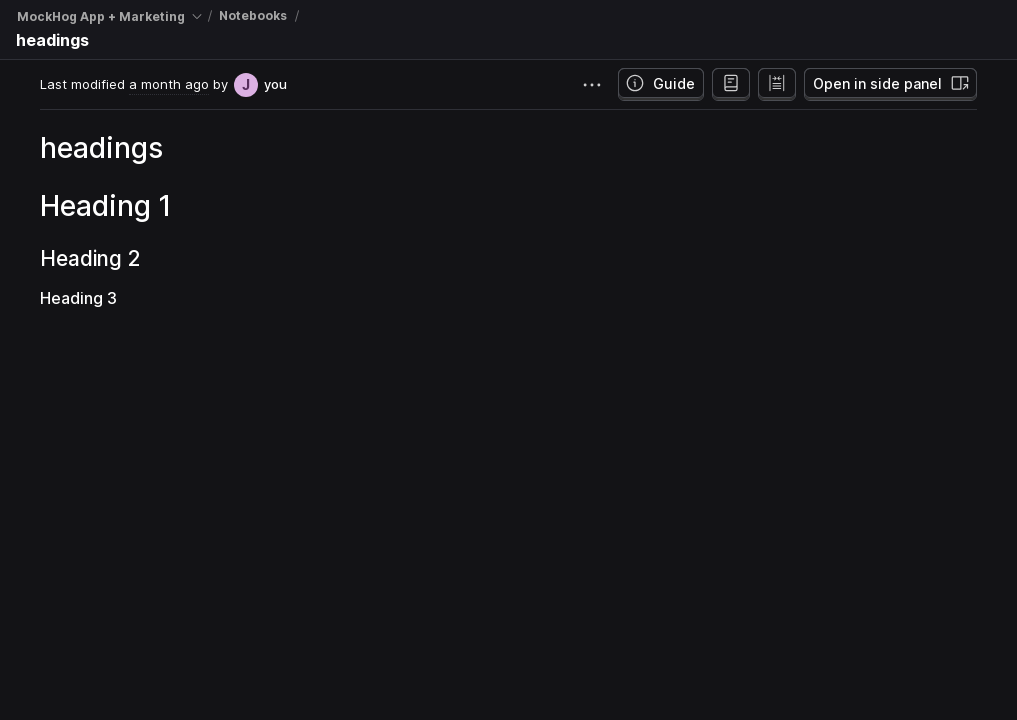 MockHog App + Marketing / Notebooks /
headings
Last modified a month ago by J you
Guide
Open in side panel
headings
Heading 1
Heading 2
Heading 3